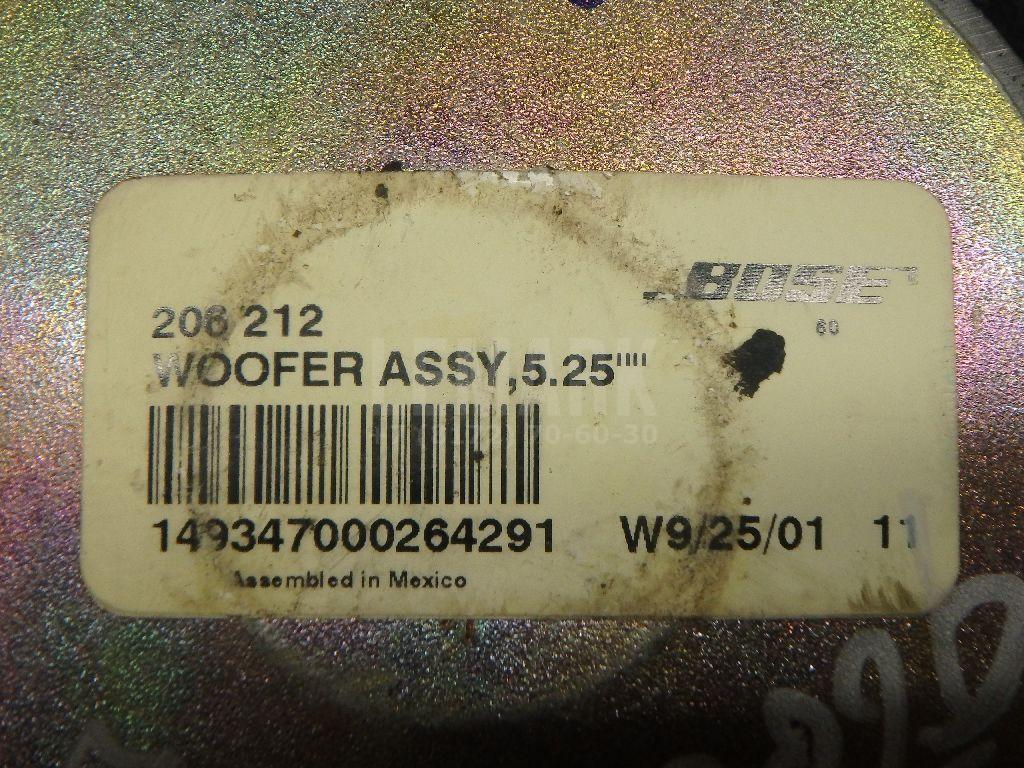 BOSE
60
206 212
WOOFER ASSY,5.25""
149347000264291 W9/25/01 11
Assembled in Mexico